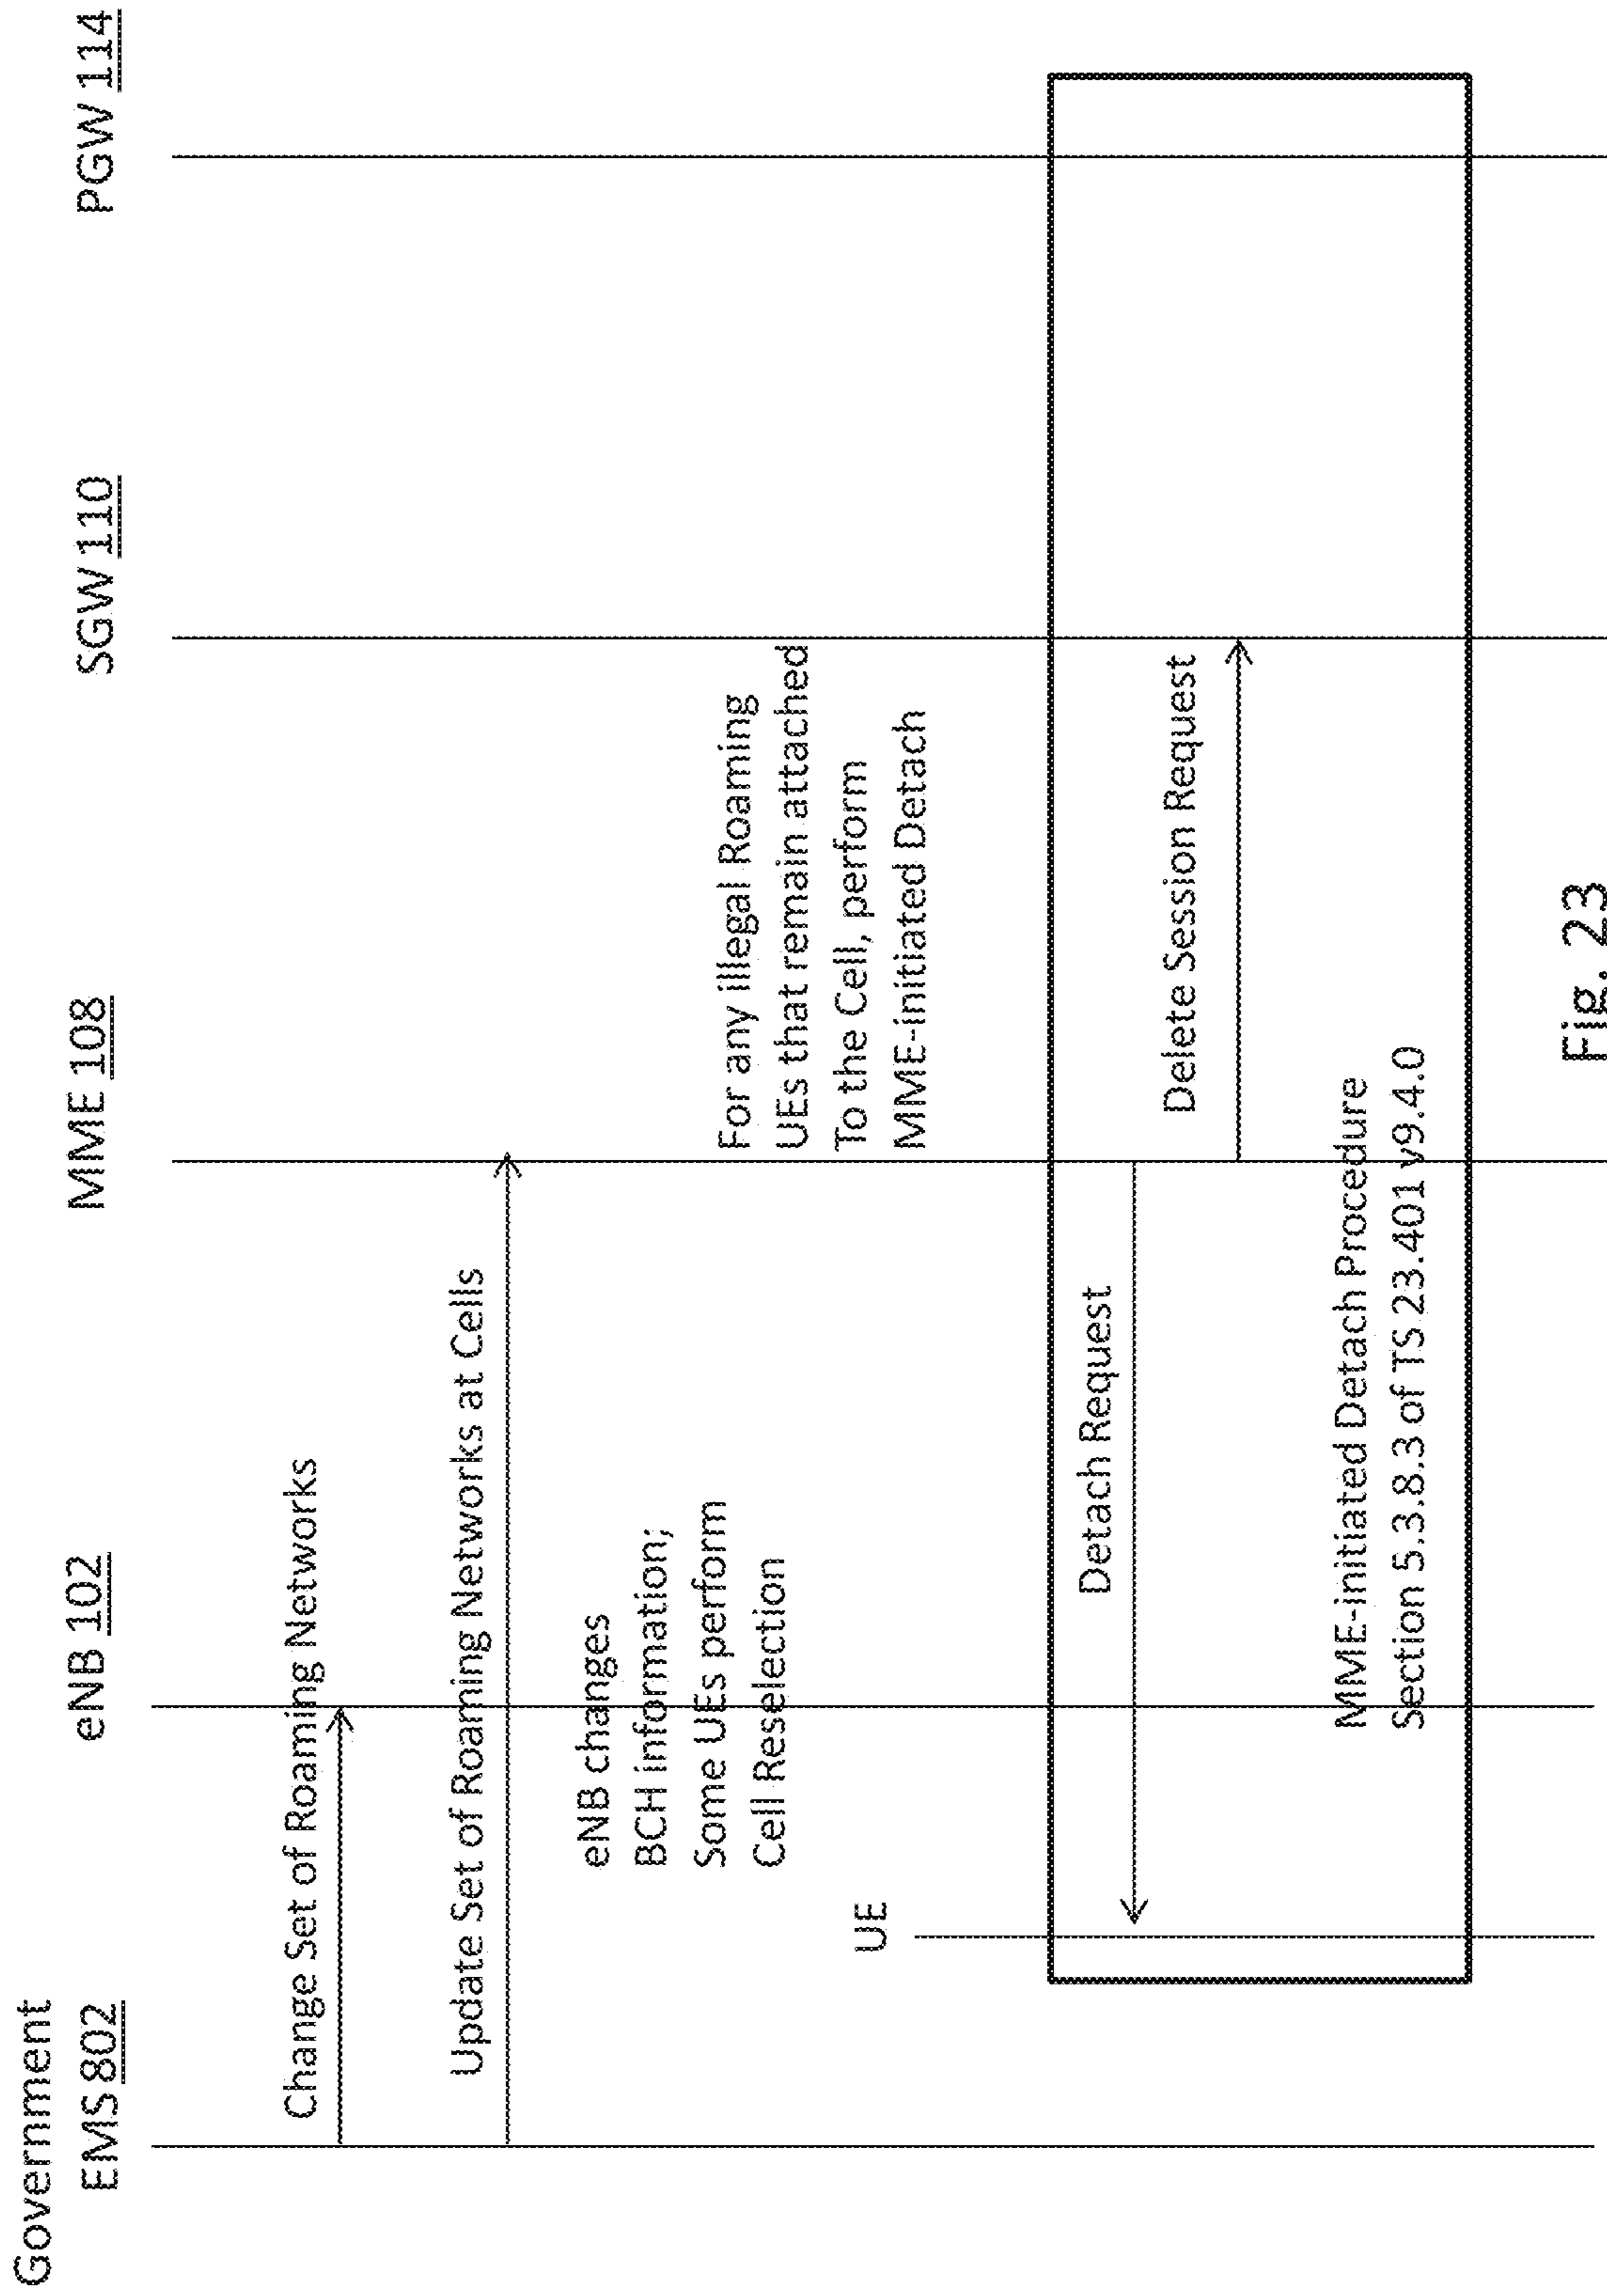 Government
EMS 802
eNB 102
MME 108
SGW 110
PGW 114
Change Set of Roaming Networks
Update Set of Roaming Networks at Cells
eNB changes
BCH information;
Some UEs perform
Cell Reselection
For any illegal Roaming
UEs that remain attached
To the Cell, perform
MME-initiated Detach
UE
Detach Request
Delete Session Request
MME-initiated Detach Procedure
Section 5.3.8.3 of TS 23.401 v9.4.0
Fig. 23